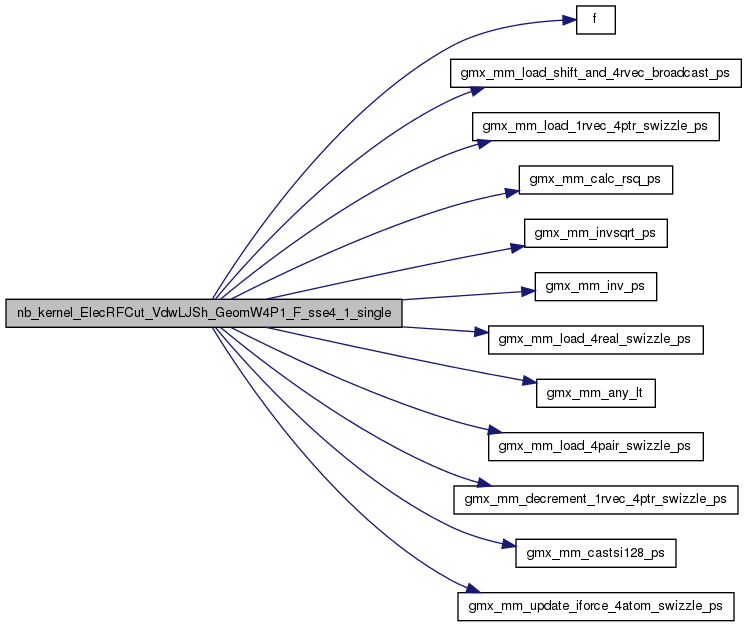 f
gmx_mm_load_shift_and_4rvec_broadcast_ps
gmx_mm_load_1rvec_4ptr_swizzle_ps
gmx_mm_calc_rsq_ps
gmx_mm_invsqrt_ps
gmx_mm_inv_ps
nb_kernel_ElecRFCut_VdwLJSh_GeomW4P1_F_sse4_1_single
gmx_mm_load_4real_swizzle_ps
gmx_mm_any_lt
gmx_mm_load_4pair_swizzle_ps
gmx_mm_decrement_1rvec_4ptr_swizzle_ps
gmx_mm_castsi128_ps
gmx_mm_update_iforce_4atom_swizzle_ps